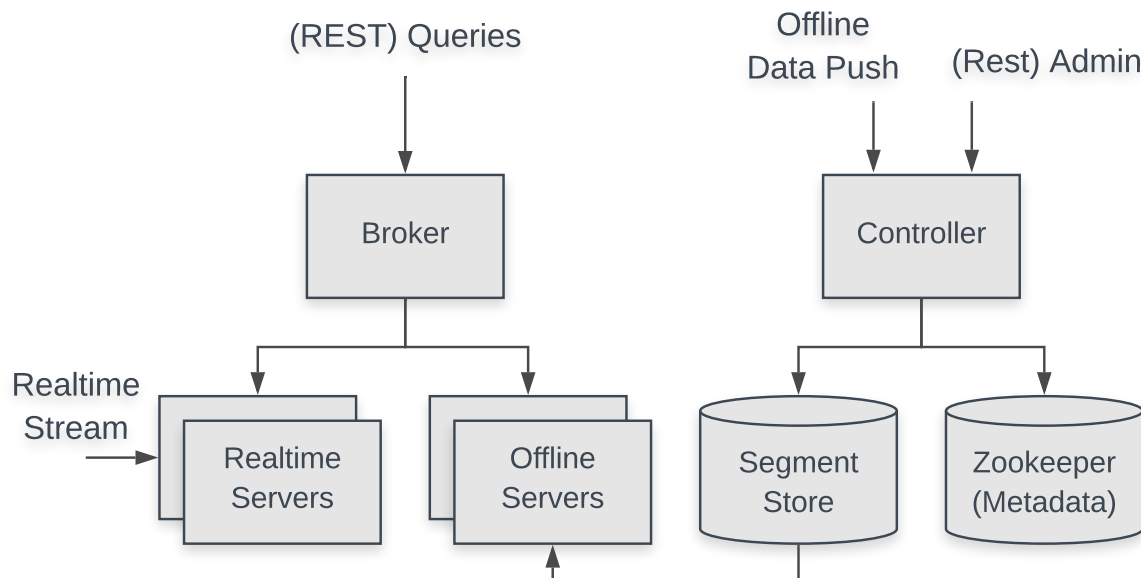 (REST) Queries
Offline
Data Push
(Rest) Admin
Broker
Controller
Realtime
Stream
Realtime
Servers
Offline
Servers
Segment
Store
Zookeeper
(Metadata)